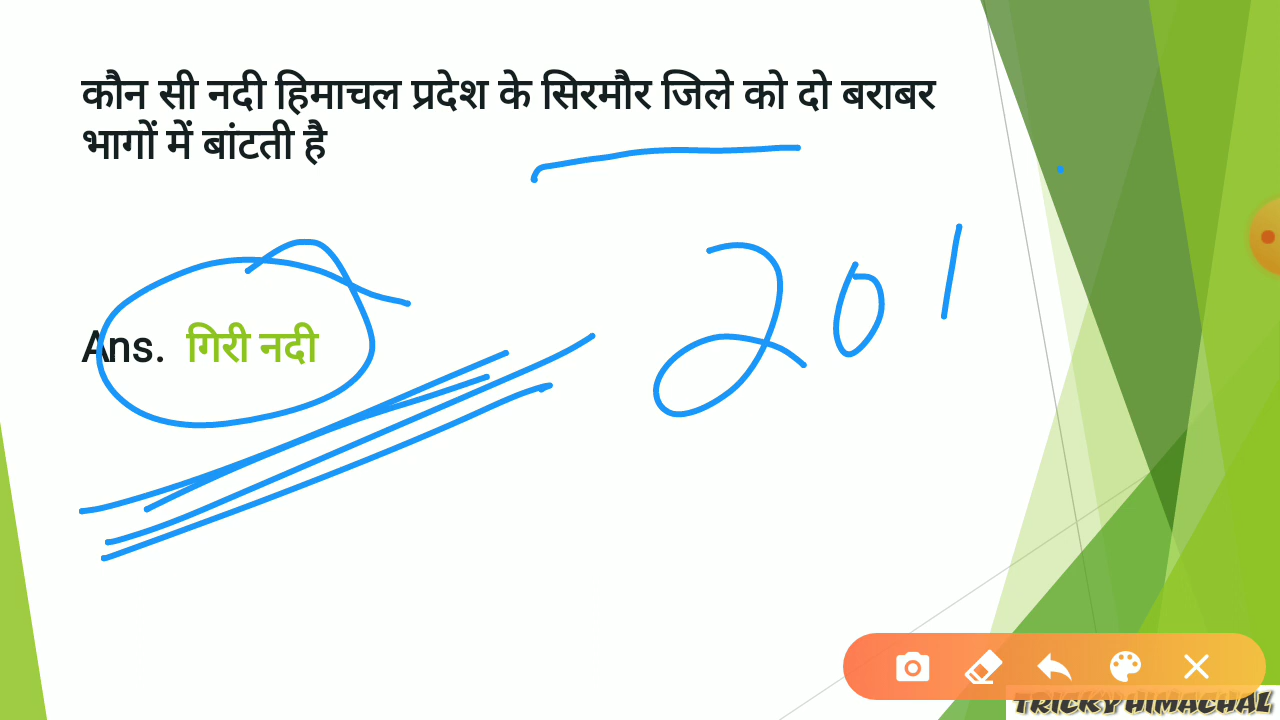 कौन सी नदी हिमाचल प्रदेश के सिरमौर जिले को दो बराबर
भागों में बांटती है
201
Ans. गिरी नदी
TRICKY HIMACHAL